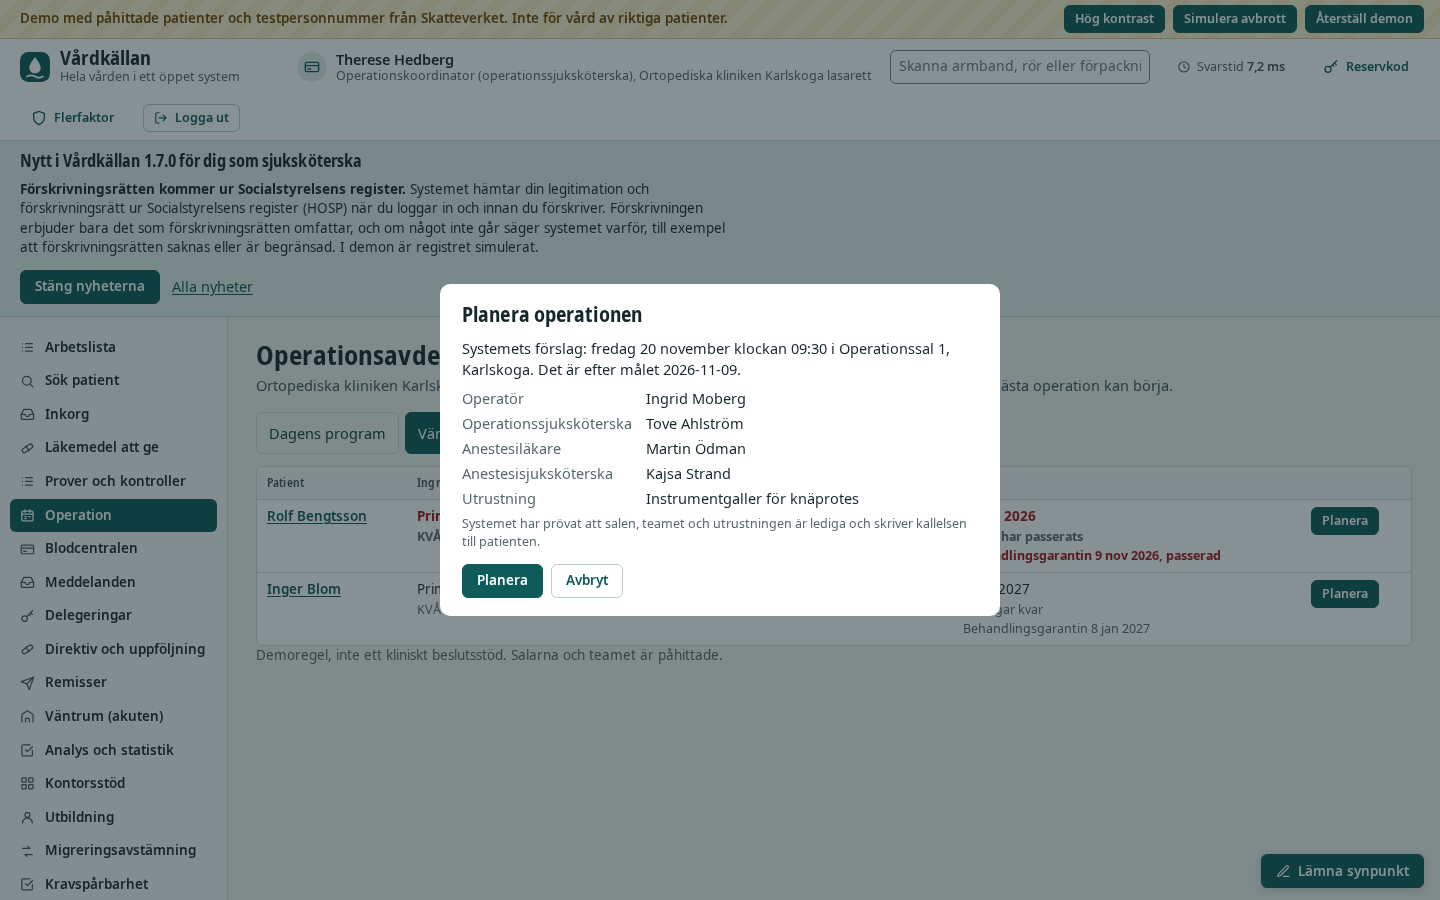 Demo med påhittade patienter och testpersonnummer från Skatteverket. Inte för vård av riktiga patienter.
Hög kontrast
Simulera avbrott
Återställ demon
Vårdkällan
Hela vården i ett öppet system
Therese Hedberg
Operationskoordinator (operationssjuksköterska), Ortopediska kliniken Karlskoga lasarett
Skanna armband, rör eller förpackni
Svarstid 7,2 ms
Reservkod
Flerfaktor
Logga ut
Nytt i Vårdkällan 1.7.0 för dig som sjuksköterska
Förskrivningsrätten kommer ur Socialstyrelsens register. Systemet hämtar din legitimation och
förskrivningsrätt ur Socialstyrelsens register (HOSP) när du loggar in och innan du förskriver. Förskrivningen
erbjuder bara det som förskrivningsrätten omfattar, och om något inte går säger systemet varför, till exempel
att förskrivningsrätten saknas eller är begränsad. I demon är registret simulerat.
Stäng nyheterna
Alla nyheter
Arbetslista
Sök patient
Inkorg
Läkemedel att ge
Prover och kontroller
Operation
Blodcentralen
Meddelanden
Delegeringar
Direktiv och uppföljning
Remisser
Väntrum (akuten)
Analys och statistik
Kontorsstöd
Utbildning
Migreringsavstämning
Kravspårbarhet
Operationsavde
Ortopediska kliniken Karlsk
ästa operation kan börja.
Dagens program
Vän
Patient
Ingr
Rolf Bengtsson
Prin
KVÅ
2026
har passerats
dlingsgarantin 9 nov 2026, passerad
Planera
Inger Blom
Prin
KVÅ
2027
gar kvar
Behandlingsgarantin 8 jan 2027
Planera
Demoregel, inte ett kliniskt beslutsstöd. Salarna och teamet är påhittade.
Planera operationen
Systemets förslag: fredag 20 november klockan 09:30 i Operationssal 1,
Karlskoga. Det är efter målet 2026-11-09.
Operatör Ingrid Moberg
Operationssjuksköterska Tove Ahlström
Anestesiläkare Martin Ödman
Anestesisjuksköterska Kajsa Strand
Utrustning Instrumentgaller för knäprotes
Systemet har prövat att salen, teamet och utrustningen är lediga och skriver kallelsen
till patienten.
Planera
Avbryt
Lämna synpunkt